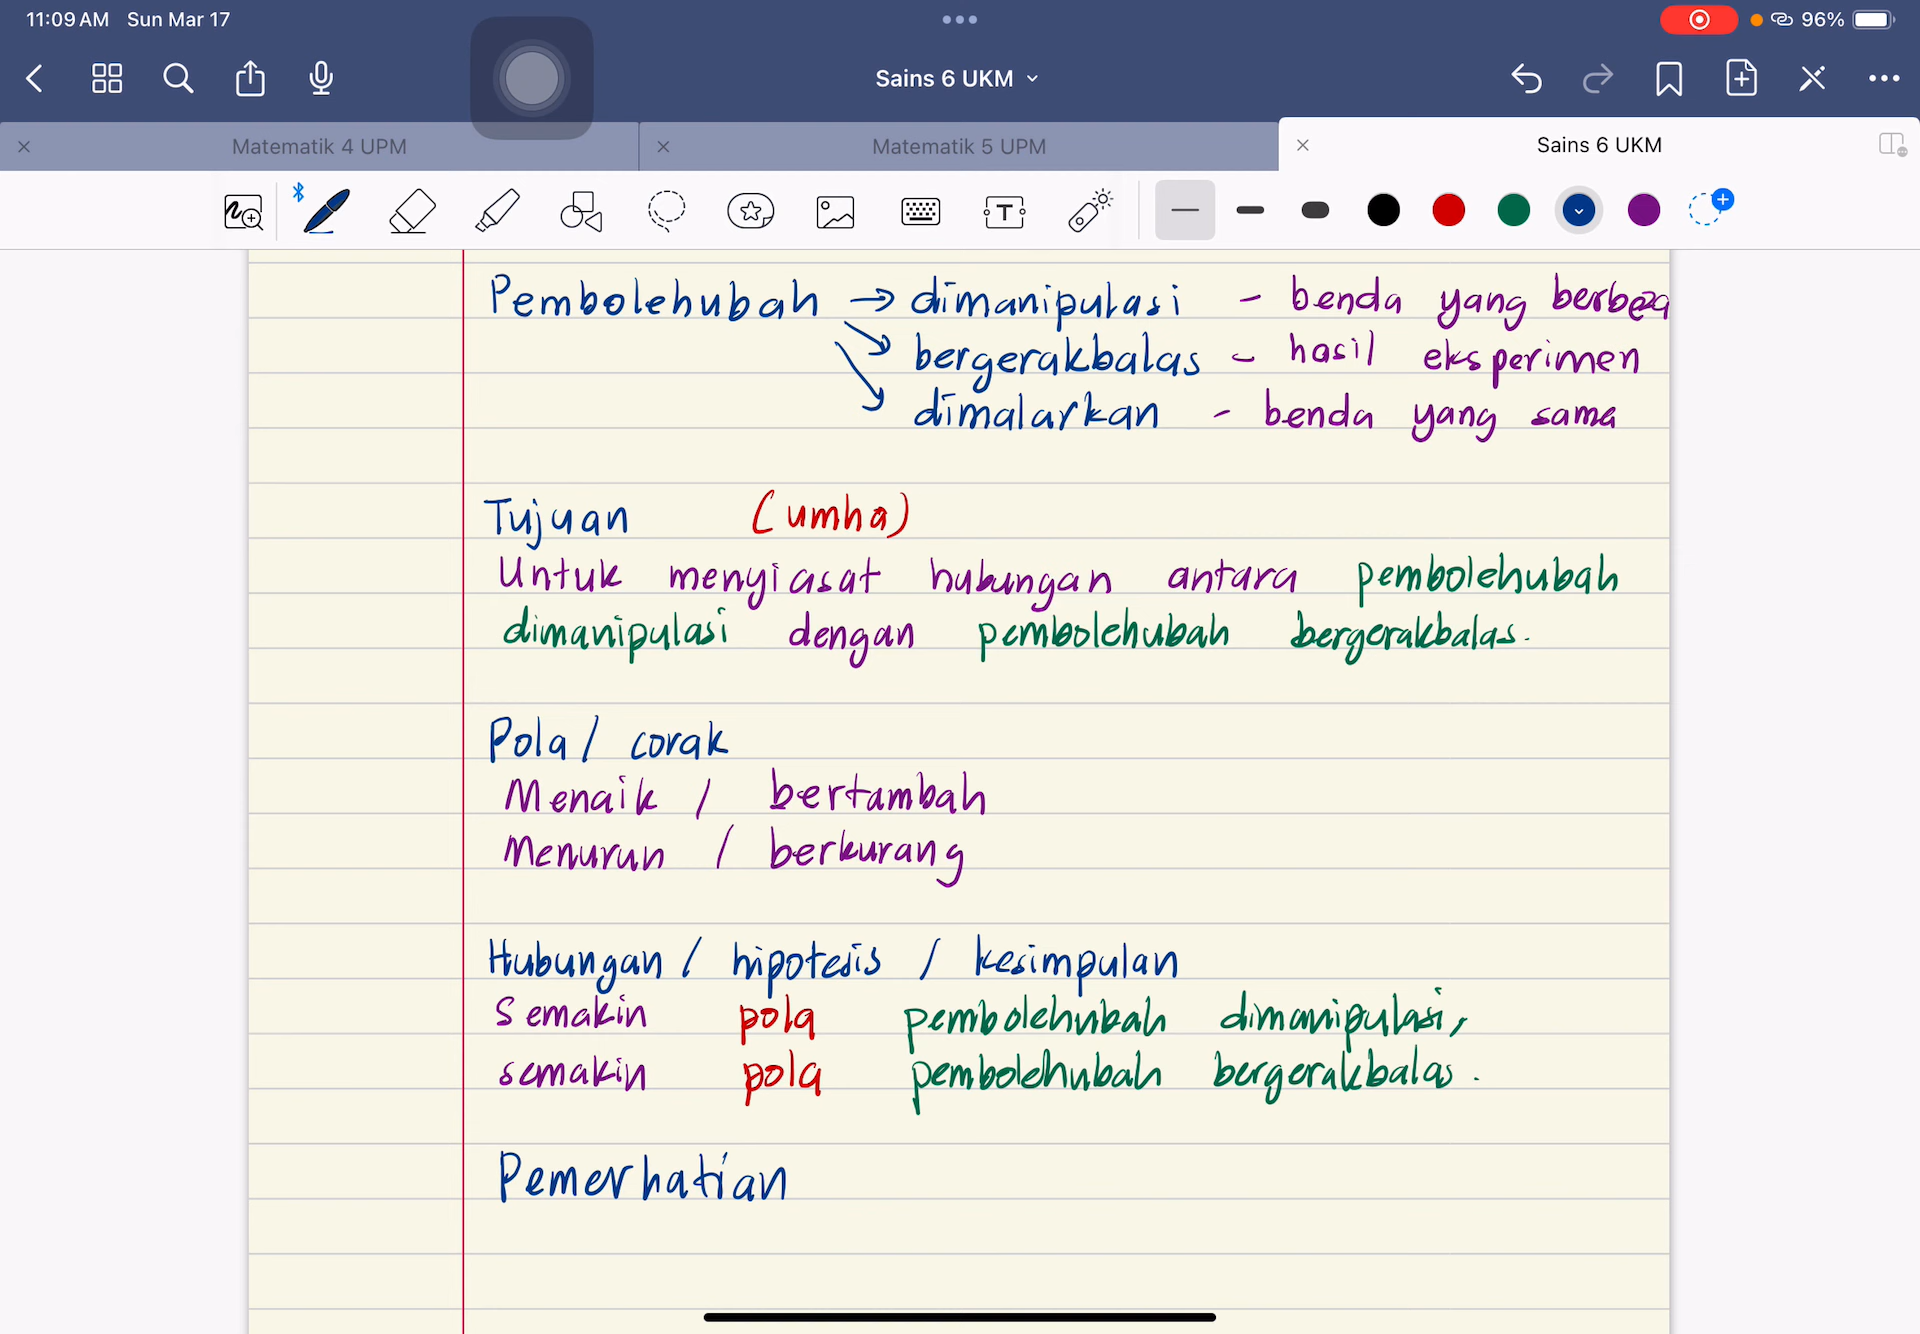 11:09 AM Sun Mar 17
96%
Sains 6 UKM
Matematik 4 UPM
Matematik 5 UPM
Sains 6 UKM
Pembolehubah → dimanipulasi - benda yang berbeza
bergerakbalas - hasil eksperimen
dimalarkan - benda yang sama
Tujuan (umha)
Untuk menyiasat hubungan antara pembolehubah
dimanipulasi dengan pembolehubah bergerakbalas.
Pola / corak
Menaik / bertambah
Menurun / berkurang
Hubungan / hipotesis / kesimpulan
Semakin pola pembolehubah dimanipulasi,
semakin pola pembolehubah bergerakbalas.
Pemerhatian